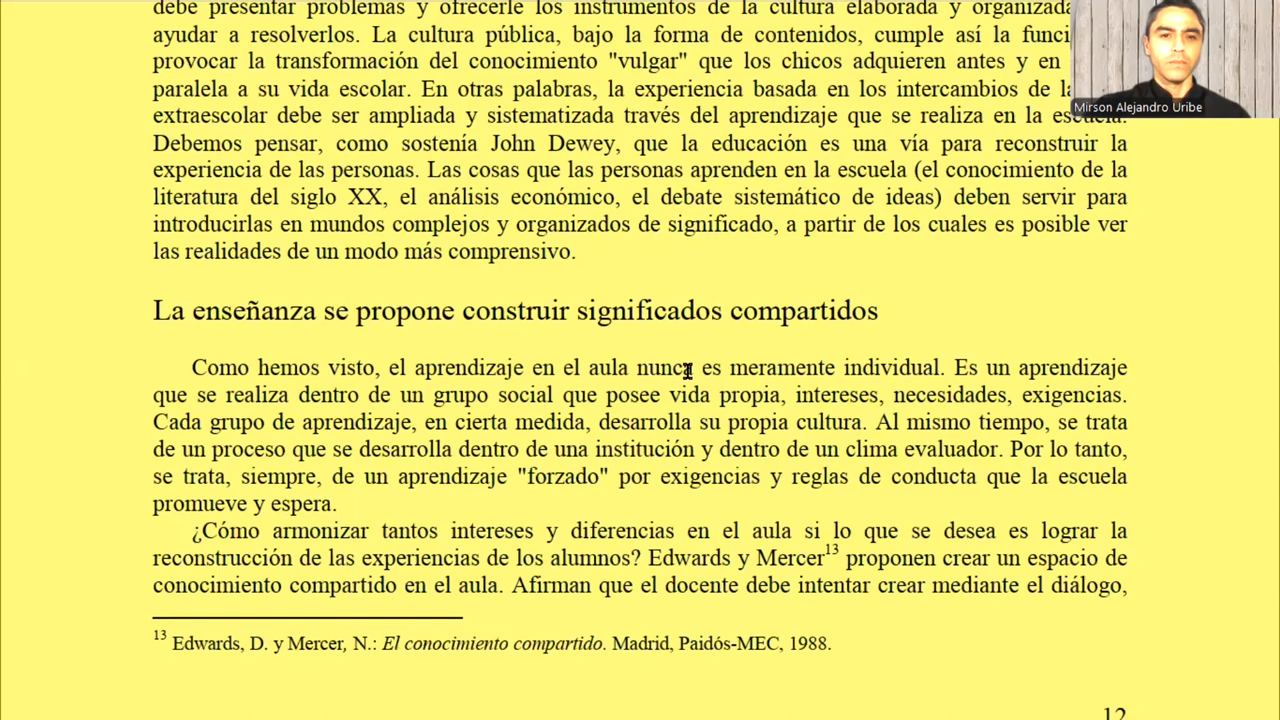 debe presentar problemas y ofrecerle los instrumentos de la cultura elaborada y organizada
ayudar a resolverlos. La cultura pública, bajo la forma de contenidos, cumple así la funci
provocar la transformación del conocimiento "vulgar" que los chicos adquieren antes y en
paralela a su vida escolar. En otras palabras, la experiencia basada en los intercambios de la
extraescolar debe ser ampliada y sistematizada través del aprendizaje que se realiza en la escuela.
Mirson Alejandro Uribe
Debemos pensar, como sostenía John Dewey, que la educación es una vía para reconstruir la
experiencia de las personas. Las cosas que las personas aprenden en la escuela (el conocimiento de la
literatura del siglo XX, el análisis económico, el debate sistemático de ideas) deben servir para
introducirlas en mundos complejos y organizados de significado, a partir de los cuales es posible ver
las realidades de un modo más comprensivo.
La enseñanza se propone construir significados compartidos
Como hemos visto, el aprendizaje en el aula nunca es meramente individual. Es un aprendizaje
que se realiza dentro de un grupo social que posee vida propia, intereses, necesidades, exigencias.
Cada grupo de aprendizaje, en cierta medida, desarrolla su propia cultura. Al mismo tiempo, se trata
de un proceso que se desarrolla dentro de una institución y dentro de un clima evaluador. Por lo tanto,
se trata, siempre, de un aprendizaje "forzado" por exigencias y reglas de conducta que la escuela
promueve y espera.
¿Cómo armonizar tantos intereses y diferencias en el aula si lo que se desea es lograr la
reconstrucción de las experiencias de los alumnos? Edwards y Mercer13 proponen crear un espacio de
conocimiento compartido en el aula. Afirman que el docente debe intentar crear mediante el diálogo,
13 Edwards, D. y Mercer, N.: El conocimiento compartido. Madrid, Paidós-MEC, 1988.
12